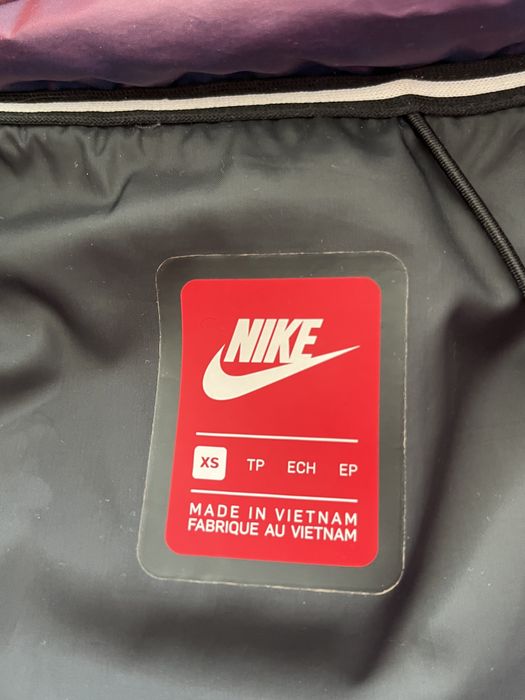 NIKE
XS TP ECH EP
MADE IN VIETNAM
FABRIQUE AU VIETNAM